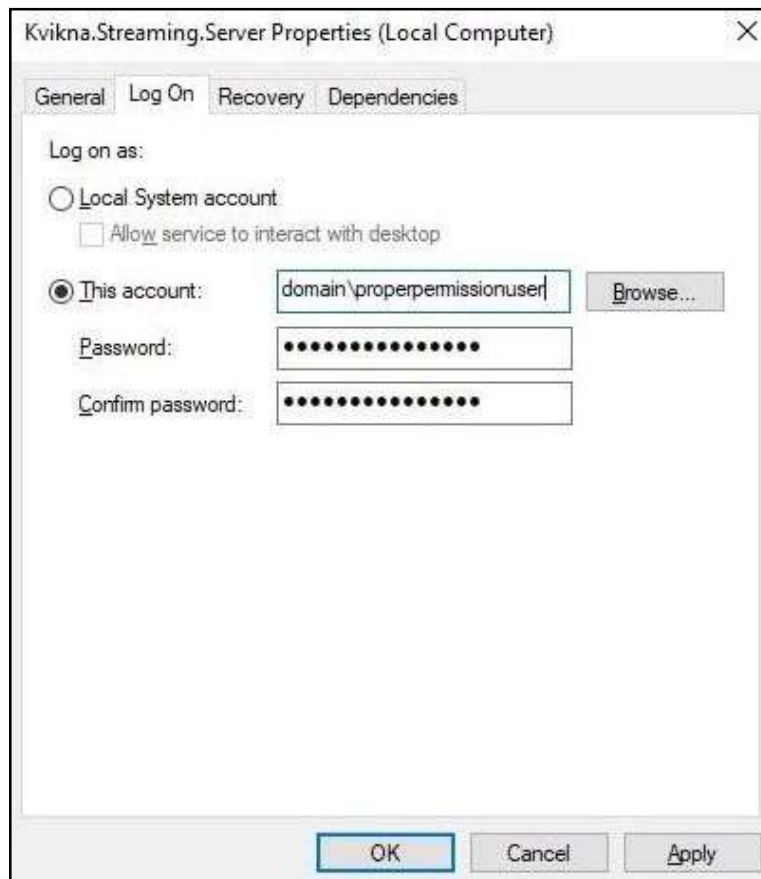 Kvikna.Streaming.Server Properties (Local Computer)
General Log On Recovery Dependencies
Log on as:
Local System account
Allow service to interact with desktop
This account: domain\properpermissionuser Browse...
Password: •••••••••••••••
Confirm password: •••••••••••••••
OK Cancel Apply